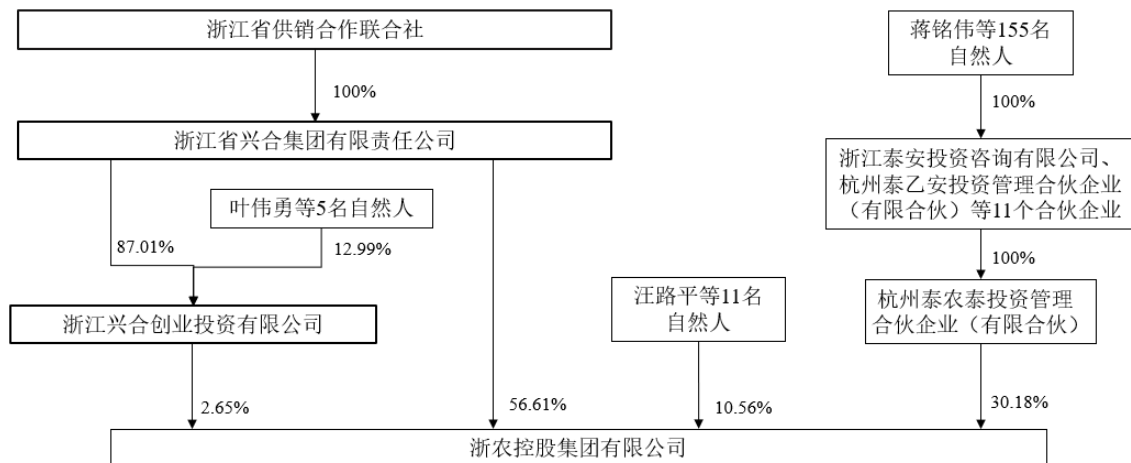 浙江省供销合作联合社
蒋铭伟等155名
自然人
100%
100%
浙江省兴合集团有限责任公司
浙江泰安投资咨询有限公司、
杭州泰乙安投资管理合伙企业
（有限合伙）等11个合伙企业
叶伟勇等5名自然人
87.01%
12.99%
100%
浙江兴合创业投资有限公司
汪路平等11名
自然人
杭州泰农泰投资管理
合伙企业（有限合伙）
2.65%
56.61%
10.56%
30.18%
浙农控股集团有限公司